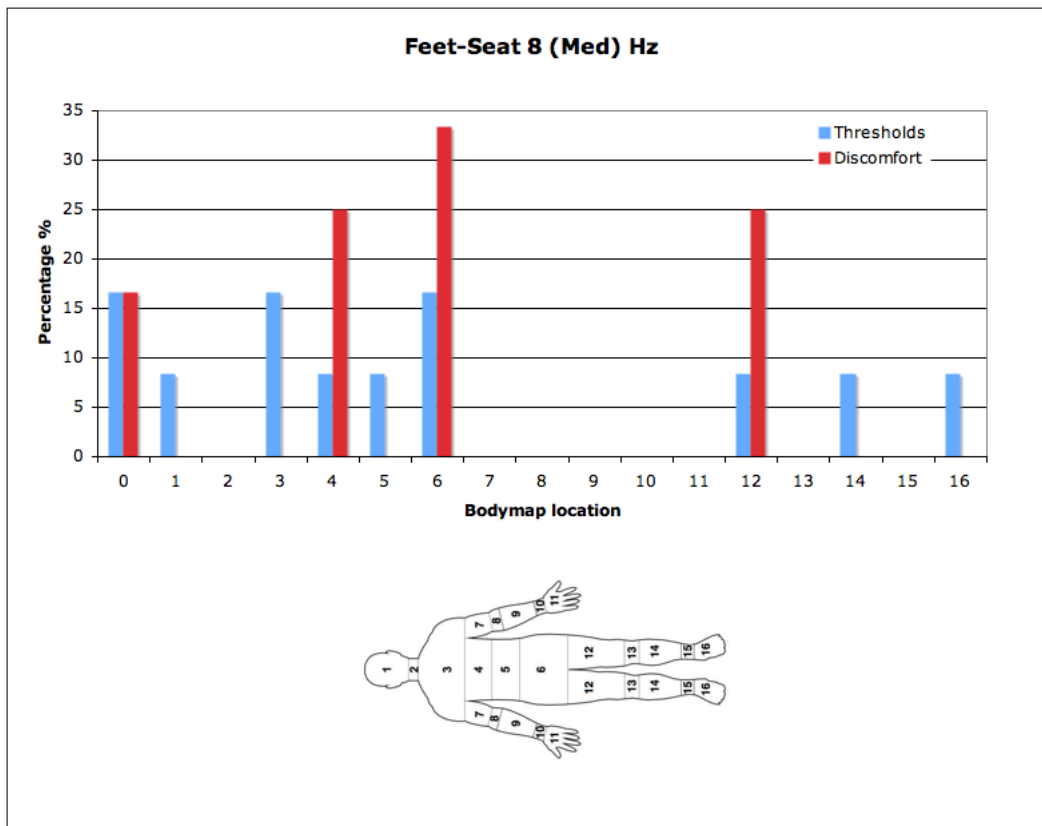 Feet-Seat 8 (Med) Hz
35
30
25
20
15
10
5
0
Percentage %
Thresholds
Discomfort
0 1 2 3 4 5 6 7 8 9 10 11 12 13 14 15 16
Bodymap location
11
10
9
8
7
12 13 14 15 16
1 2 3 4 5 6
12 13 14 15 16
7
8
9
10
11